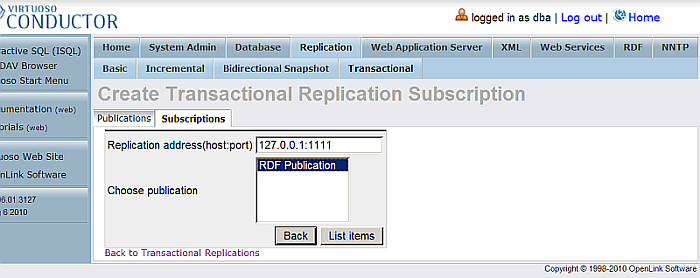 VIRTUOSO
CONDUCTOR
logged in as dba | Log out | Home
ractive SQL (ISQL)
DAV Browser
uoso Start Menu
umentation (web)
orials (web)
uoso Web Site
nLink Software
06.01.3127
g 6 2010
Home System Admin Database Replication Web Application Server XML Web Services RDF NNTP
Basic Incremental Bidirectional Snapshot Transactional
Create Transactional Replication Subscription
Publications Subscriptions
Replication address(host:port) 127.0.0.1:1111
RDF Publication
Choose publication
Back List items
Back to Transactional Replications
Copyright © 1998-2010 OpenLink Software